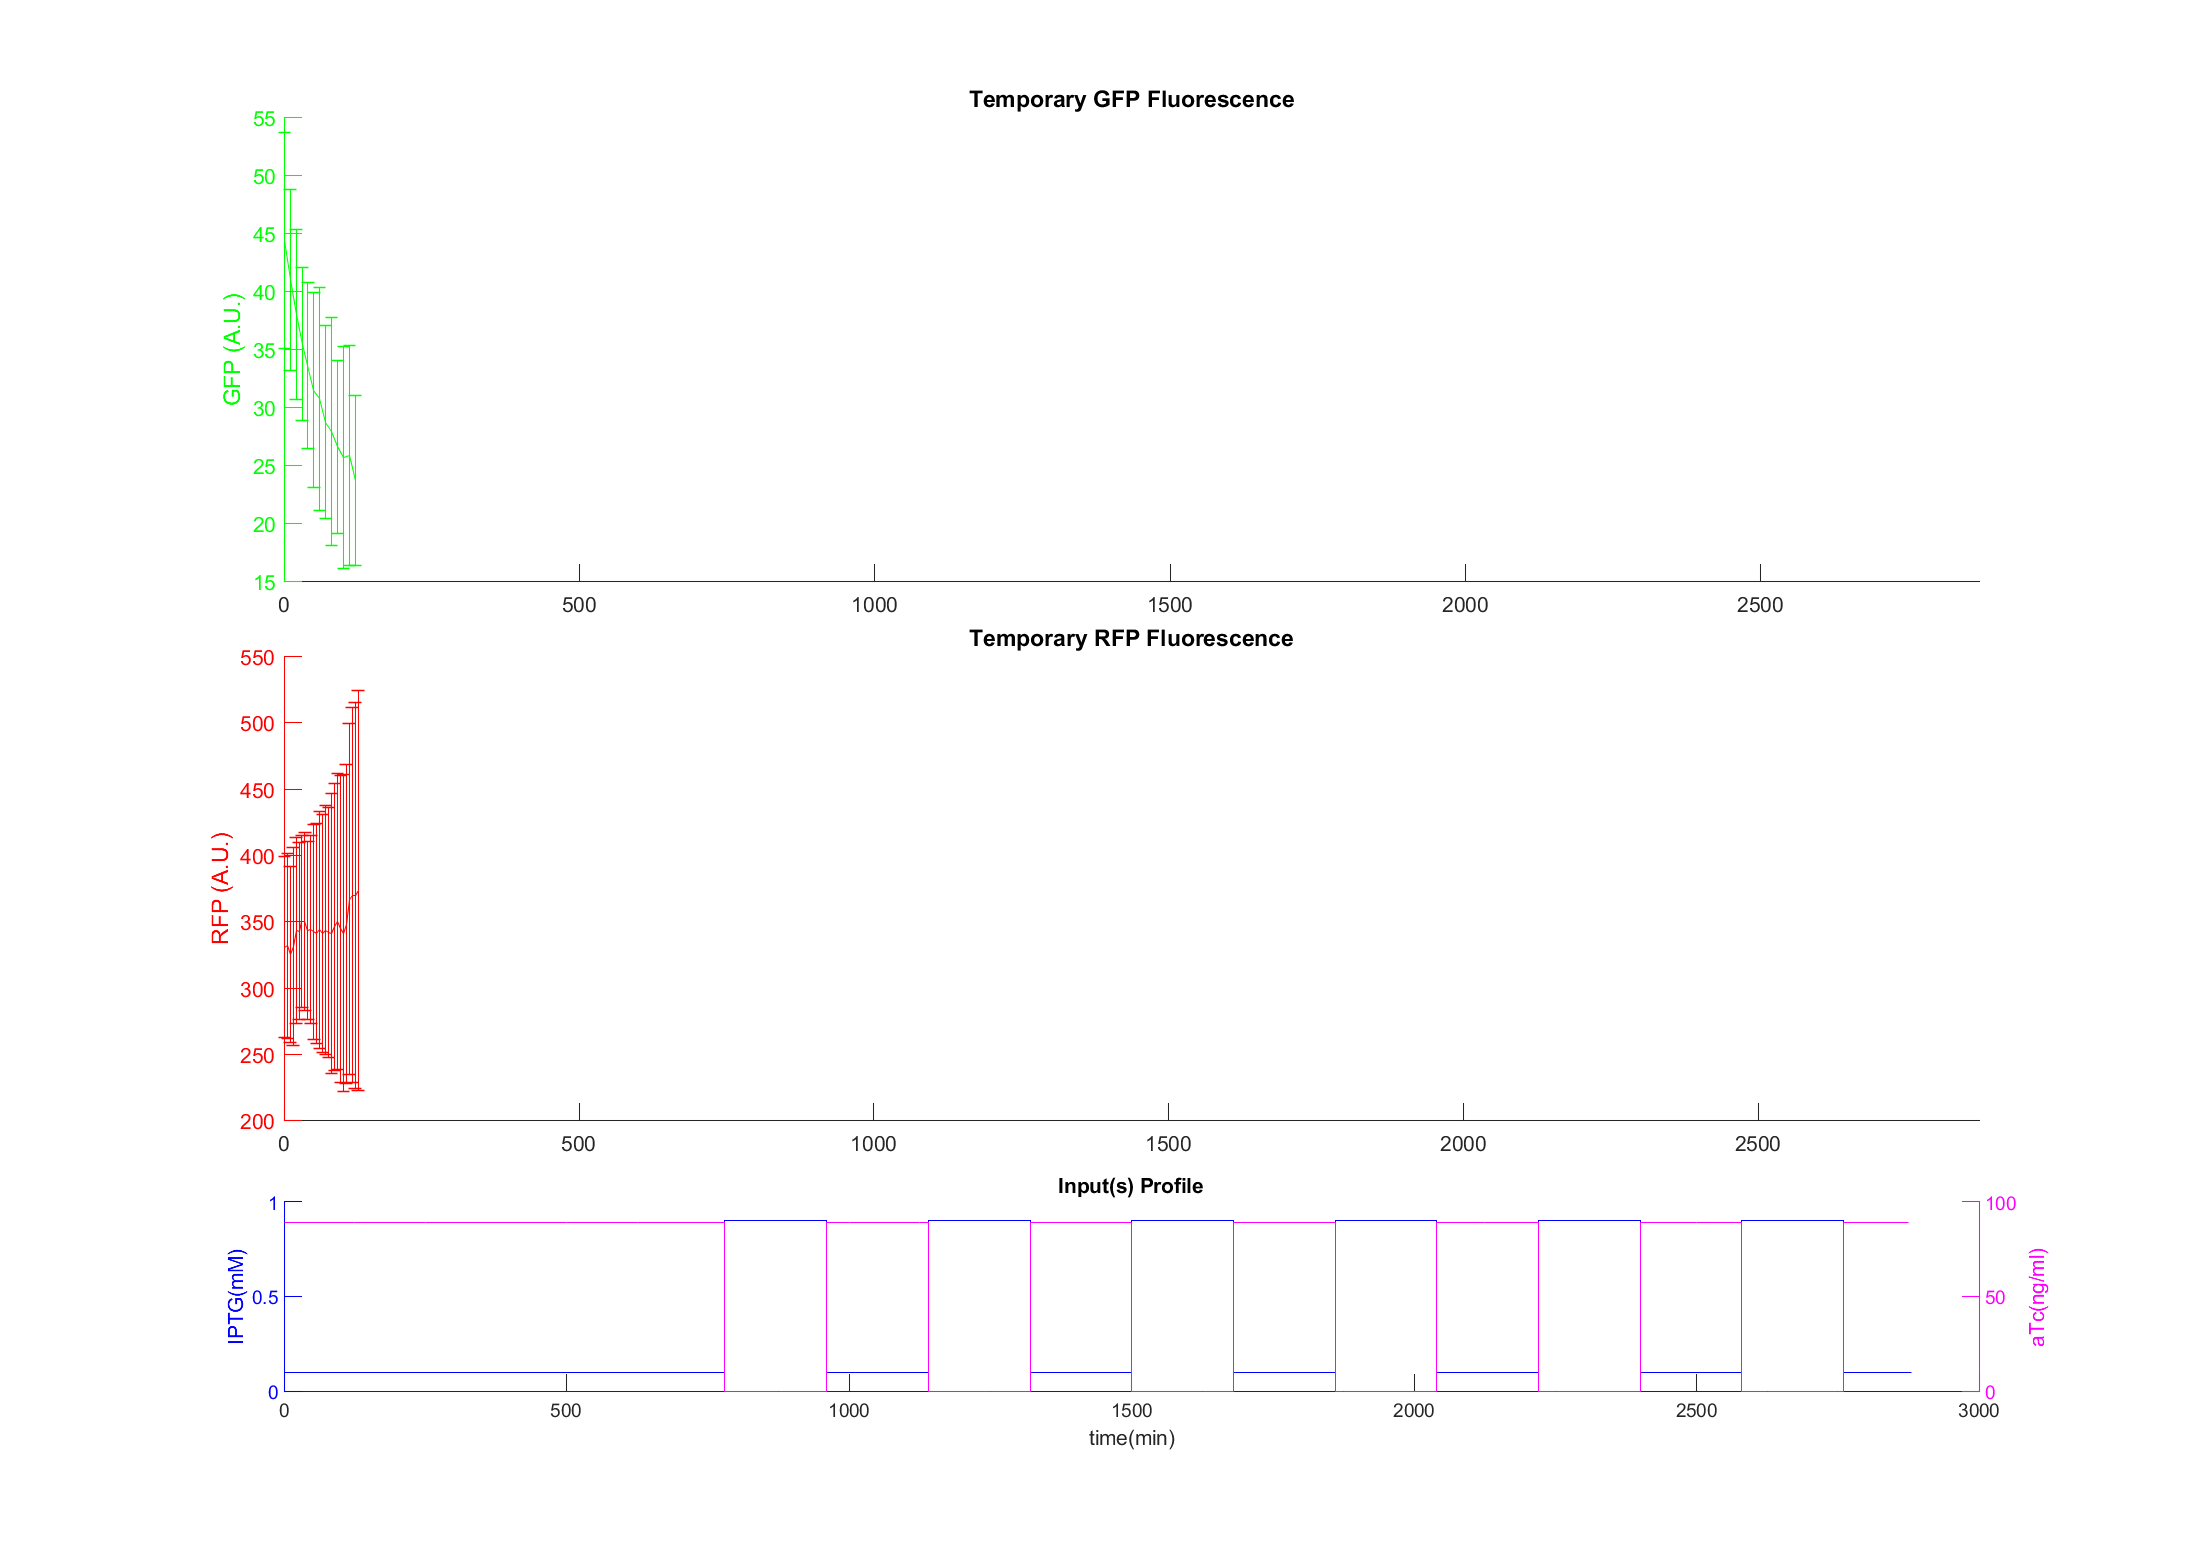 Temporary GFP Fluorescence
55
50
45
40
35
30
25
20
15
GFP (A.U.)
0 500 1000 1500 2000 2500
Temporary RFP Fluorescence
550
500
450
400
350
300
250
200
RFP (A.U.)
0 500 1000 1500 2000 2500
Input(s) Profile
1
0.5
0
IPTG(mM)
100
50
0
aTc(ng/ml)
0 500 1000 1500 2000 2500 3000
time(min)